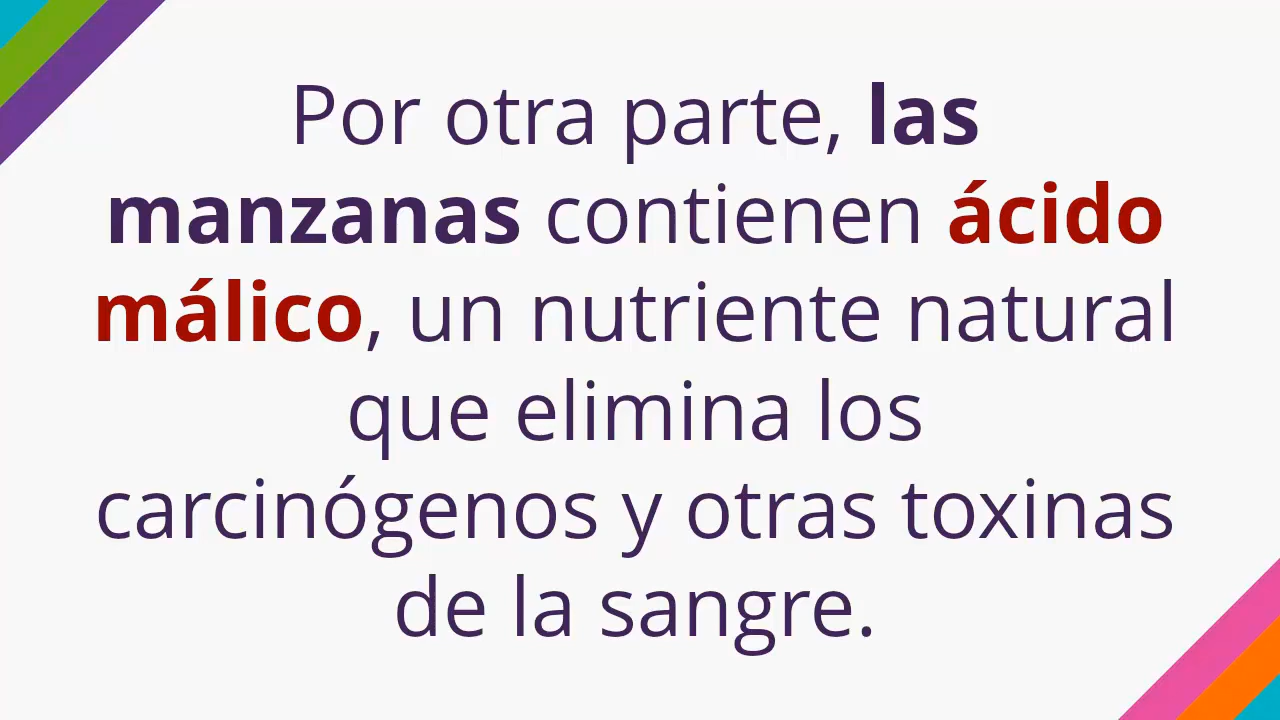 Por otra parte, las
manzanas contienen ácido
málico, un nutriente natural
que elimina los
carcinógenos y otras toxinas
de la sangre.